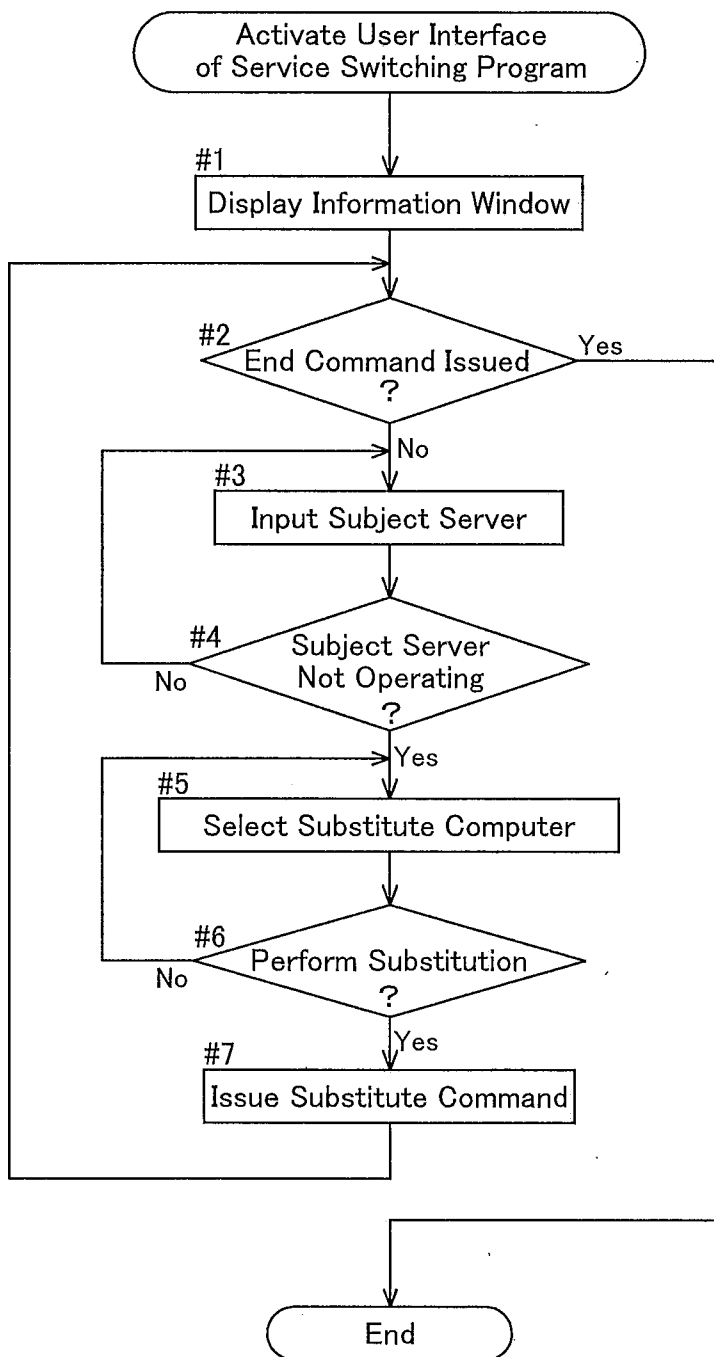 Activate User Interface
of Service Switching Program
#1
Display Information Window
#2
End Command Issued
?
Yes
No
#3
Input Subject Server
#4
Subject Server
Not Operating
?
No
Yes
#5
Select Substitute Computer
#6
Perform Substitution
?
No
Yes
#7
Issue Substitute Command
End